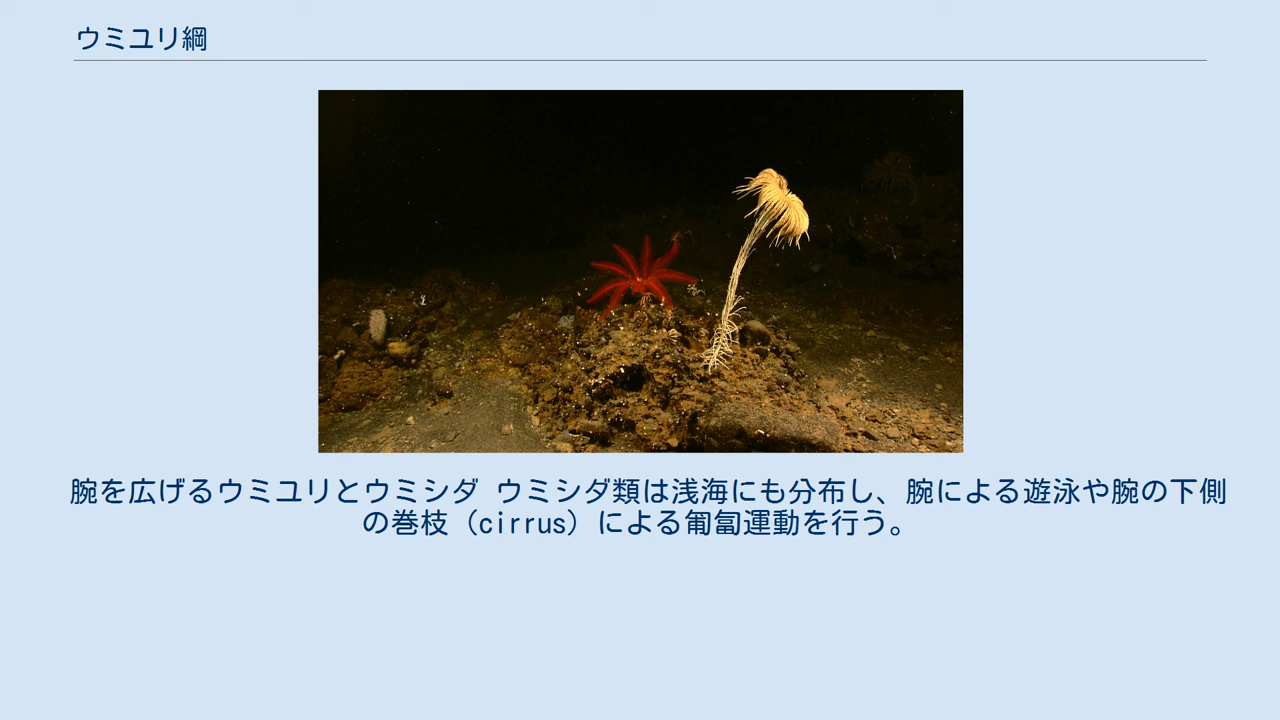 ウミユリ綱
腕を広げるウミユリとウミシダ ウミシダ類は浅海にも分布し、腕による遊泳や腕の下側
の巻枝（cirrus）による匍匐運動を行う。